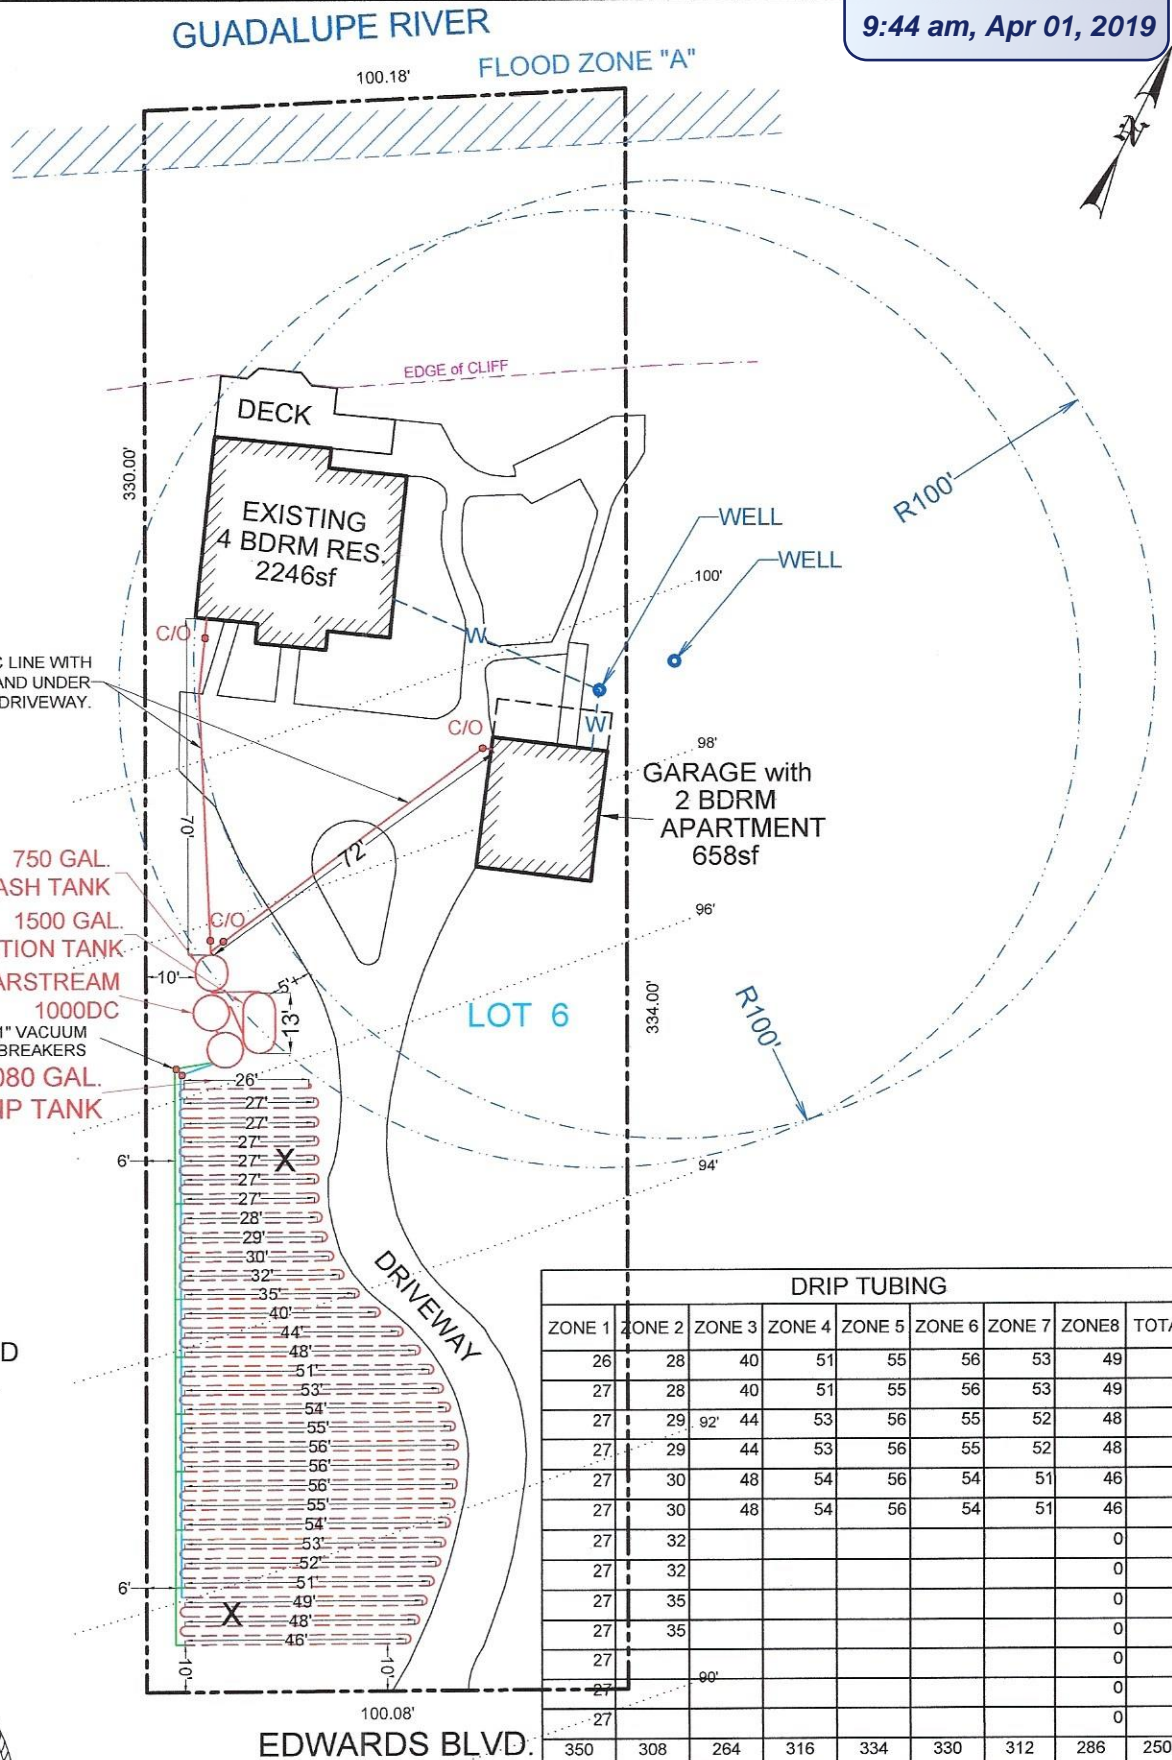 9:44 am, Apr 01, 2019
GUADALUPE RIVER
FLOOD ZONE "A"
100.18'
N
EDGE of CLIFF
DECK
330.00'
EXISTING
4 BDRM RES.
2246sf
R100'
WELL
WELL
100'
W
C/O
LINE WITH
AND UNDER
DRIVEWAY.
W
C/O
98'
GARAGE with
2 BDRM
APARTMENT
658sf
70'
72'
750 GAL.
ASH TANK
1500 GAL.
TION TANK
C/O
96'
ARSTREAM
1000DC
10'
5'+
13'
LOT 6
334.00'
R100'
1" VACUUM
BREAKERS
080 GAL.
IP TANK
26'
27'
27'
27'
27'
27'
27'
28'
29'
30'
32'
35'
40'
44'
48'
51'
53'
54'
55'
56'
56'
56'
55'
54'
53'
52'
51'
49'
48'
46'
X
X
6'
6'
94'
DRIVEWAY
D
10'
10'
100.08'
EDWARDS BLVD.
DRIP TUBING
ZONE 1 ZONE 2 ZONE 3 ZONE 4 ZONE 5 ZONE 6 ZONE 7 ZONE8 TOTA
26 28 40 51 55 56 53 49
27 28 40 51 55 56 53 49
27 29 92' 44 53 56 55 52 48
27 29 44 53 56 55 52 48
27 30 48 54 56 54 51 46
27 30 48 54 56 54 51 46
27 32 0
27 32 0
27 35 0
27 35 0
27 0
27 90' 0
27 0
350 308 264 316 334 330 312 286 250